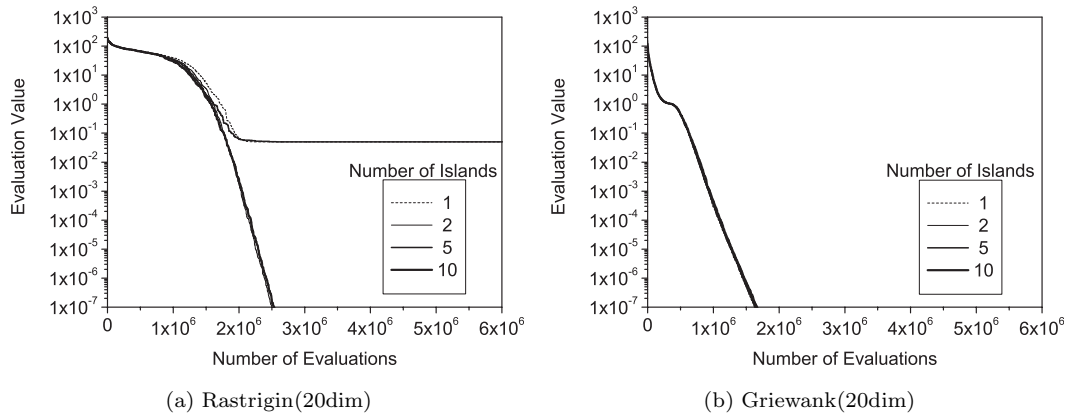 1x10^3
1x10^2
1x10^1
1x10^0
1x10^-1
1x10^-2
1x10^-3
1x10^-4
1x10^-5
1x10^-6
1x10^-7
Evaluation Value
Number of Islands
1
2
5
10
0 1x10^6 2x10^6 3x10^6 4x10^6 5x10^6 6x10^6
Number of Evaluations
(a) Rastrigin(20dim)
1x10^3
1x10^2
1x10^1
1x10^0
1x10^-1
1x10^-2
1x10^-3
1x10^-4
1x10^-5
1x10^-6
1x10^-7
Evaluation Value
Number of Islands
1
2
5
10
0 1x10^6 2x10^6 3x10^6 4x10^6 5x10^6 6x10^6
Number of Evaluations
(b) Griewank(20dim)